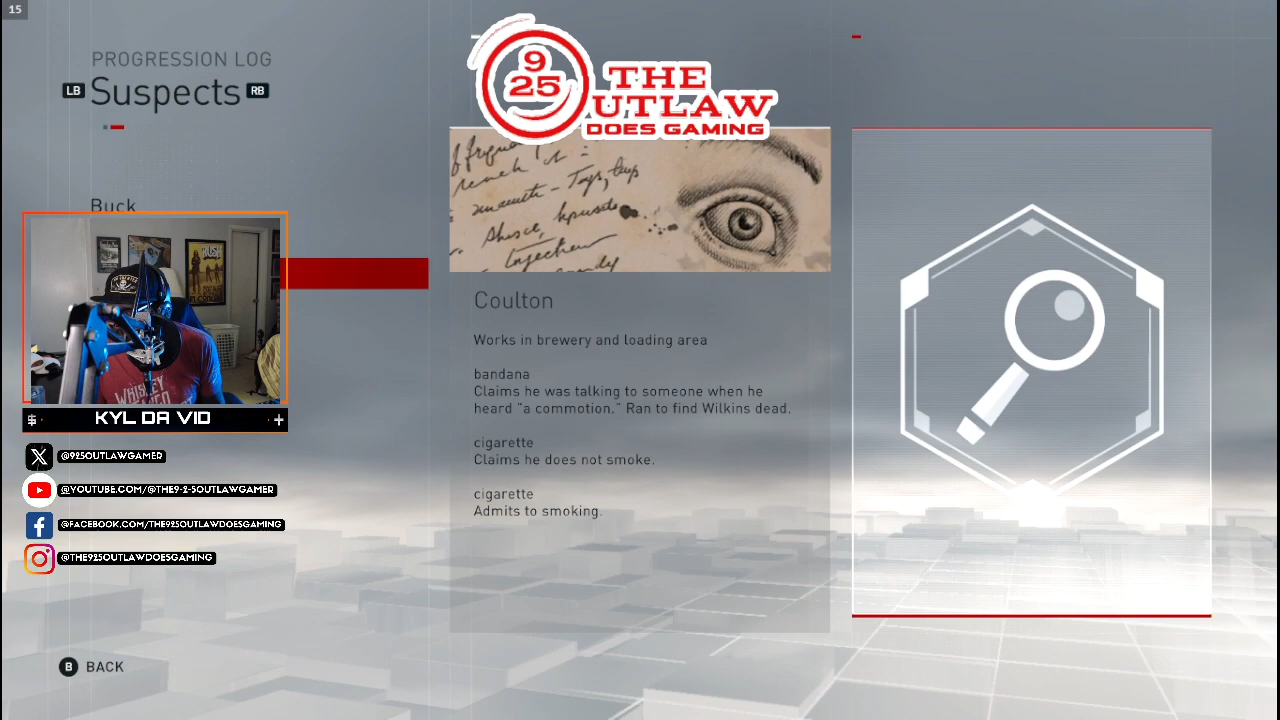 15
PROGRESSION LOG
LB Suspects RB
Buck
9
25
THE
OUTLAW
DOES GAMING
RUSH
WHISKEY
KYL DA VID
@925OUTLAWGAMER
@YOUTUBE.COM/@THE9-2-5OUTLAWGAMER
@FACEBOOK.COM/THE925OUTLAWDOESGAMING
@THE925OUTLAWDOESGAMING
Coulton
Works in brewery and loading area
bandana
Claims he was talking to someone when he
heard "a commotion." Ran to find Wilkins dead.
cigarette
Claims he does not smoke.
cigarette
Admits to smoking.
B BACK